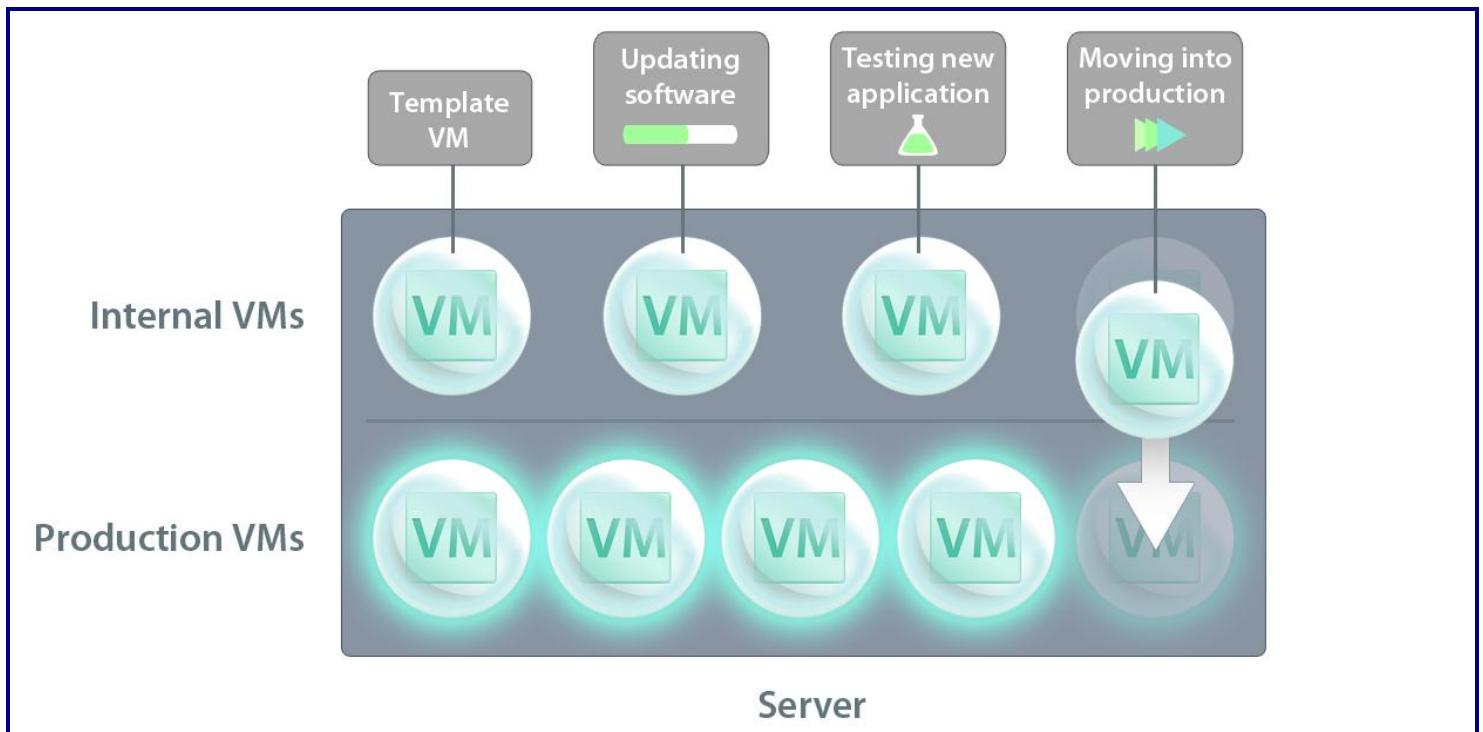 Template
VM
Updating
software
Testing new
application
Moving into
production
Internal VMs
VM
VM
VM
VM
Production VMs
VM
VM
VM
VM
VM
Server